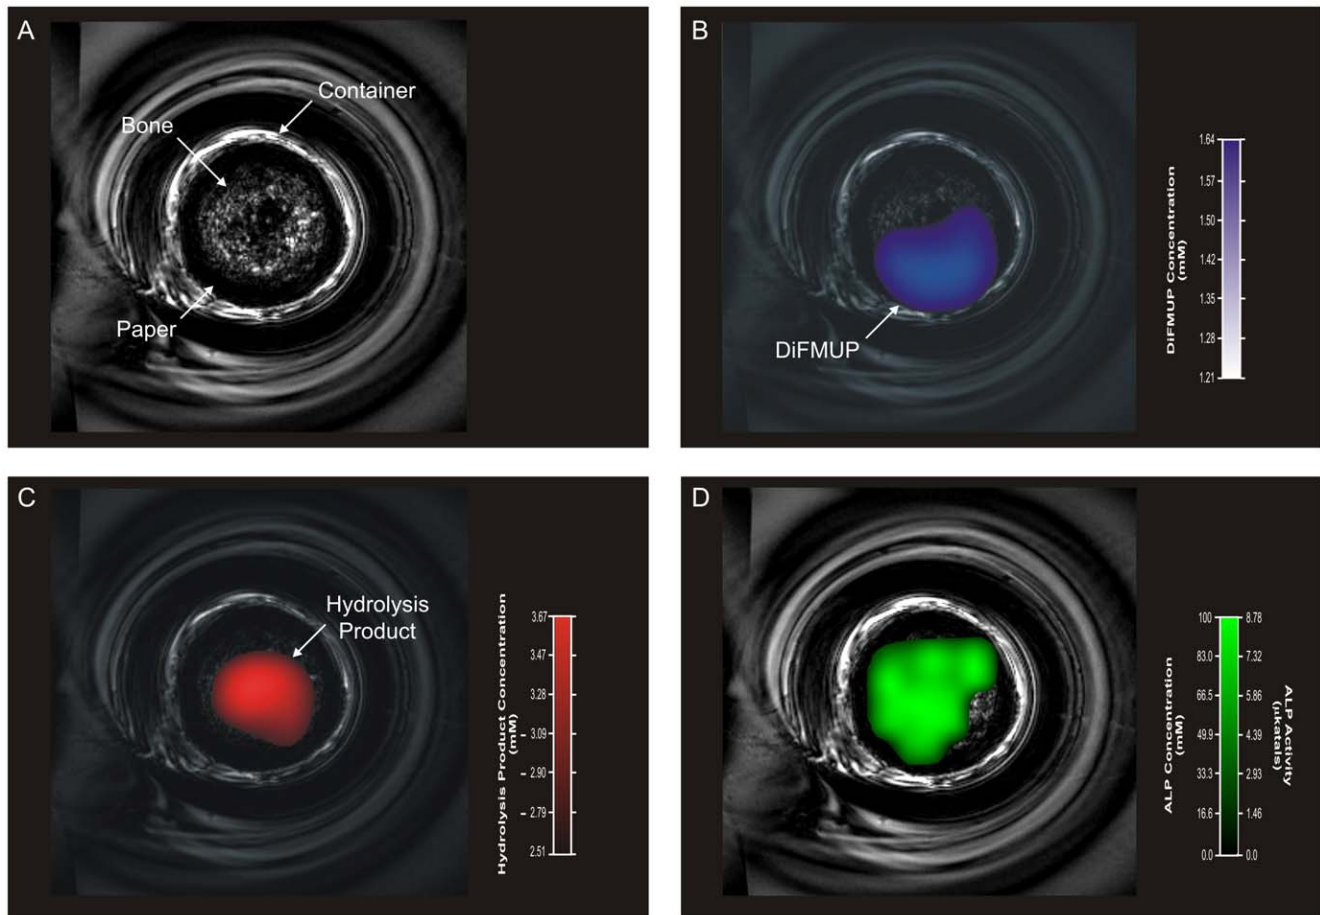 A
Container
Bone
Paper
B
DiFMUP
DiFMUP Concentration
(mM)
1.64
1.57
1.50
1.42
1.35
1.28
1.21
C
Hydrolysis
Product
Hydrolysis Product Concentration
(mM)
3.67
3.47
3.28
3.09
2.90
2.79
2.51
D
ALP Concentration
(mM)
100 8.78
83.0 7.32
66.5 5.86
49.9 4.39
33.3 2.93
16.6 1.46
0.0 0.0
ALP Activity
(µkatals)